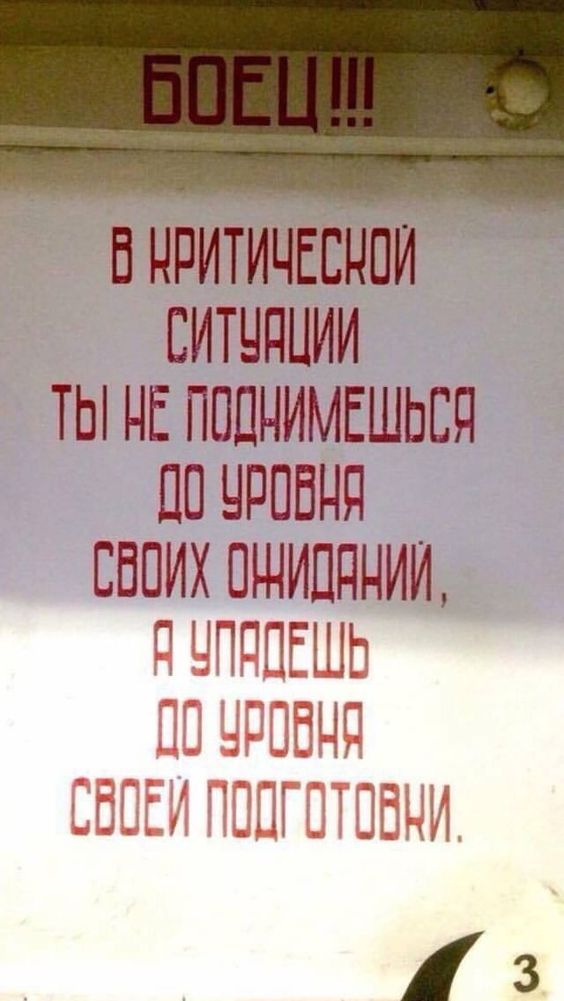 БОЕЦ!!!
В КРИТИЧЕСКОЙ
СИТУАЦИИ
ТЫ НЕ ПОДНИМЕШЬСЯ
ДО УРОВНЯ
СВОИХ ОЖИДАНИЙ,
А УПАДЕШЬ
ДО УРОВНЯ
СВОЕЙ ПОДГОТОВКИ.
3